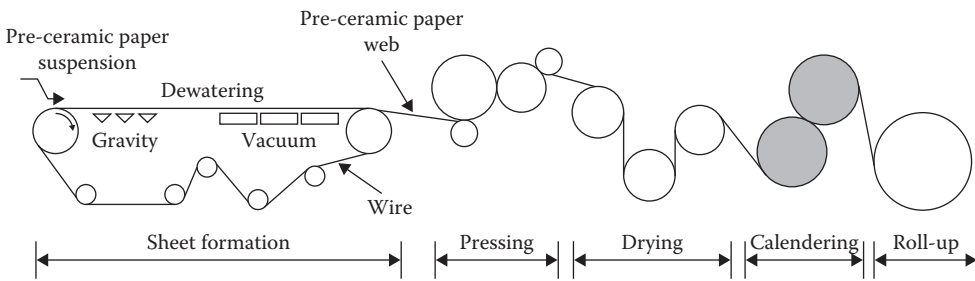 Pre-ceramic paper
suspension
Pre-ceramic paper
web
Dewatering
Gravity
Vacuum
Wire
Sheet formation
Pressing
Drying
Calendering
Roll-up